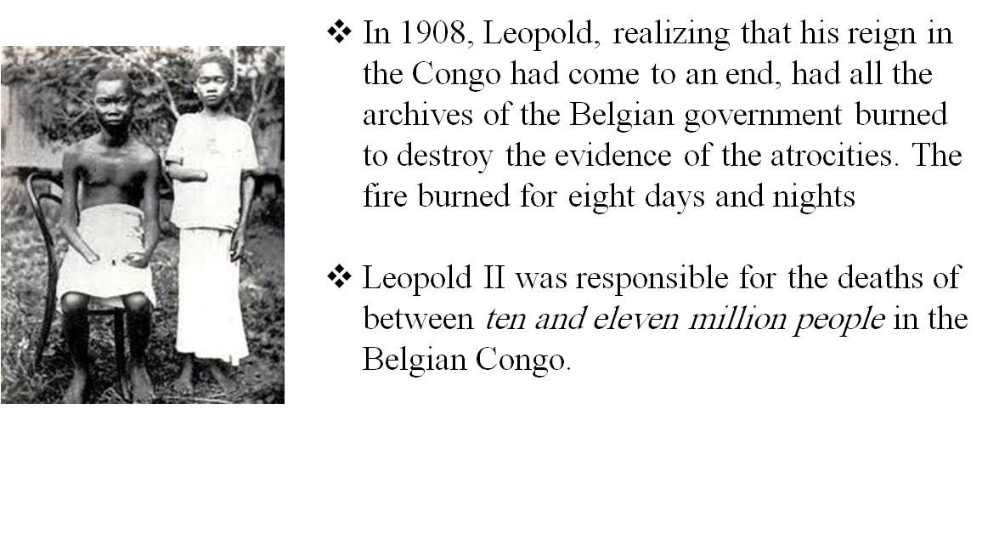 ❖ In 1908, Leopold, realizing that his reign in
the Congo had come to an end, had all the
archives of the Belgian government burned
to destroy the evidence of the atrocities. The
fire burned for eight days and nights
❖ Leopold II was responsible for the deaths of
between ten and eleven million people in the
Belgian Congo.